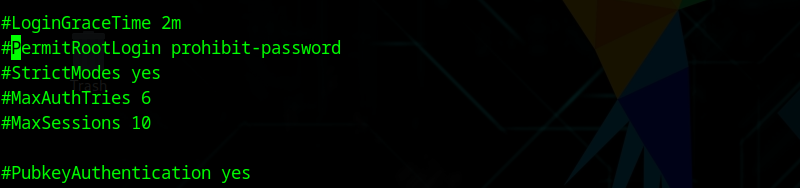 #LoginGraceTime 2m
#PermitRootLogin prohibit-password
#StrictModes yes
#MaxAuthTries 6
#MaxSessions 10
#PubkeyAuthentication yes